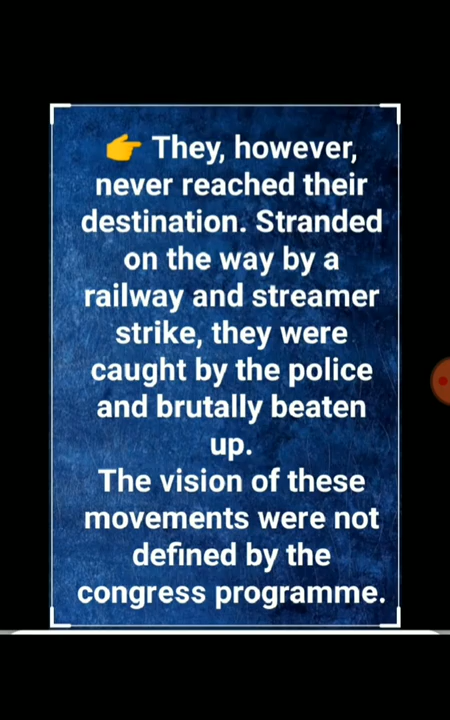 👉 They, however,
never reached their
destination. Stranded
on the way by a
railway and streamer
strike, they were
caught by the police
and brutally beaten
up.
The vision of these
movements were not
defined by the
congress programme.